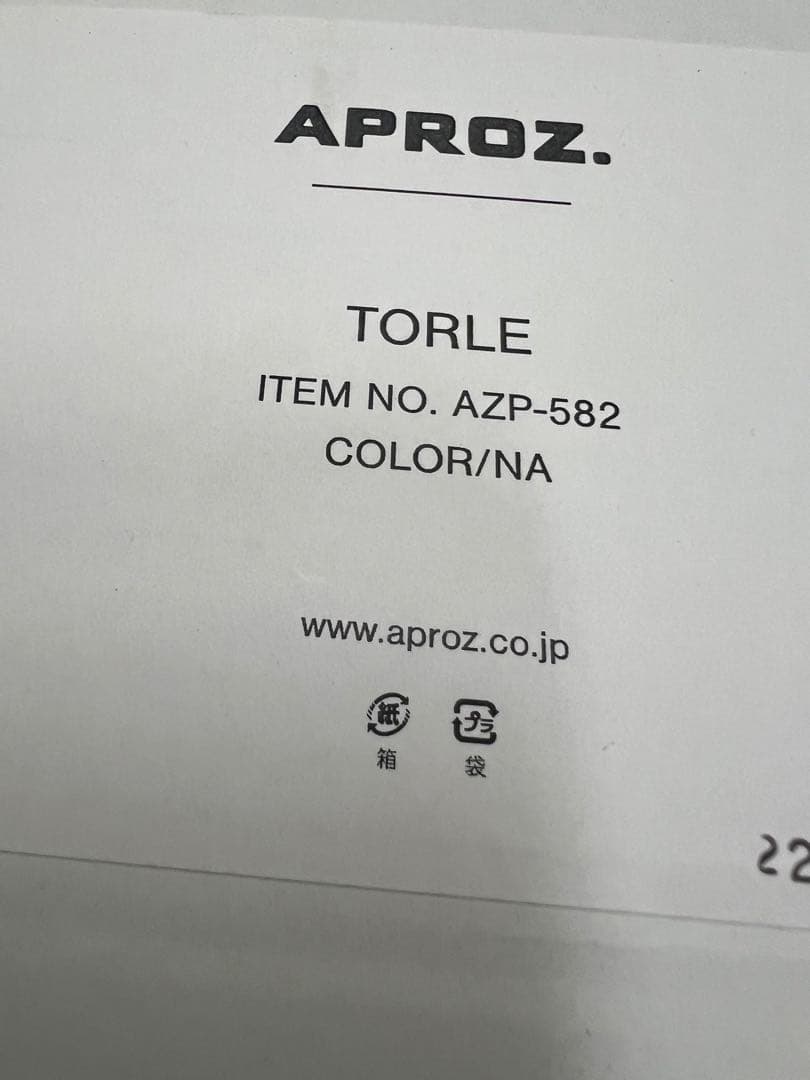 APROZ.
TORLE
ITEM NO. AZP-582
COLOR/NA
www.aproz.co.jp
紙 プラ
箱 袋
22